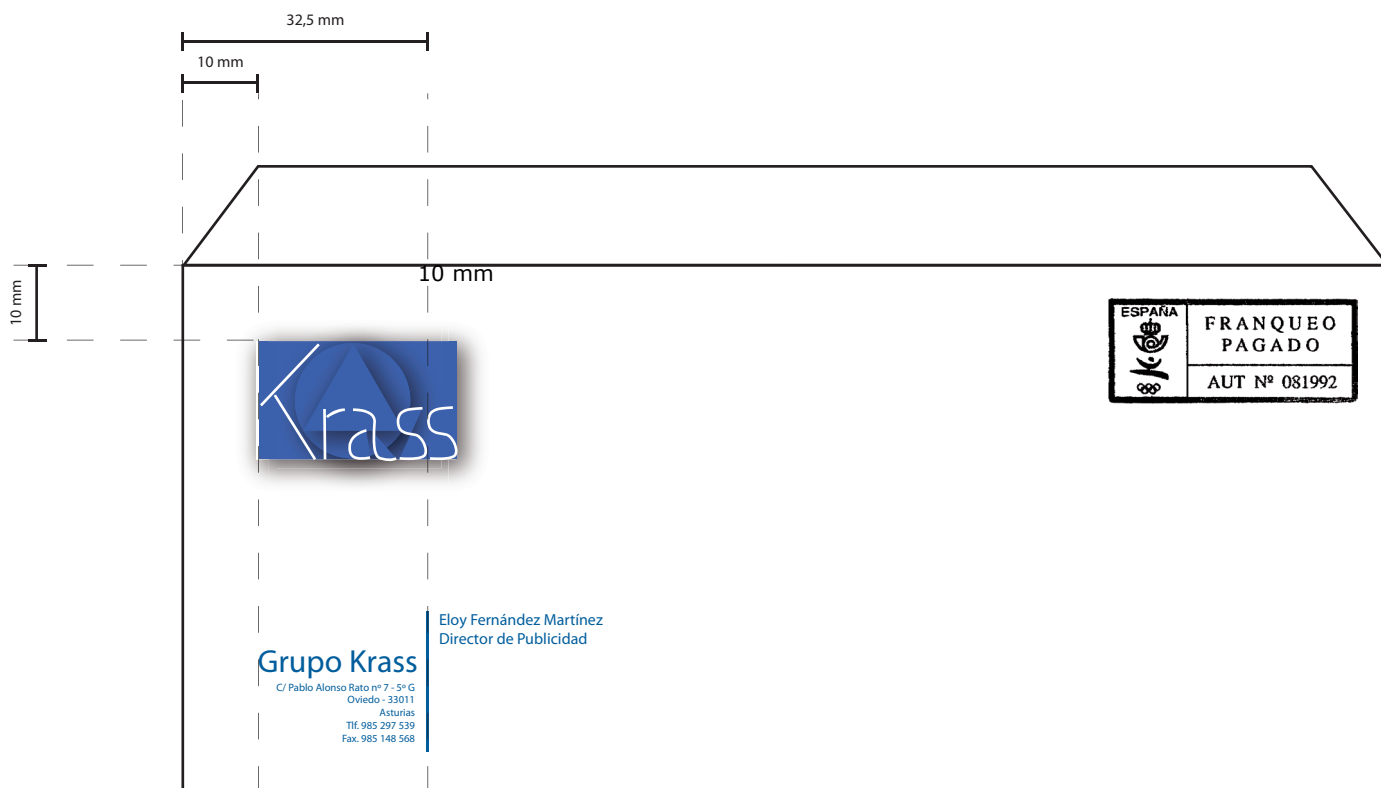 32,5 mm
10 mm
10 mm
10 mm
ESPAÑA
FRANQUEO
PAGADO
AUT Nº 081992
Krass
Eloy Fernández Martínez
Director de Publicidad
Grupo Krass
C/ Pablo Alonso Rato nº 7 - 5º G
Oviedo - 33011
Asturias
Tlf. 985 297 539
Fax. 985 148 568